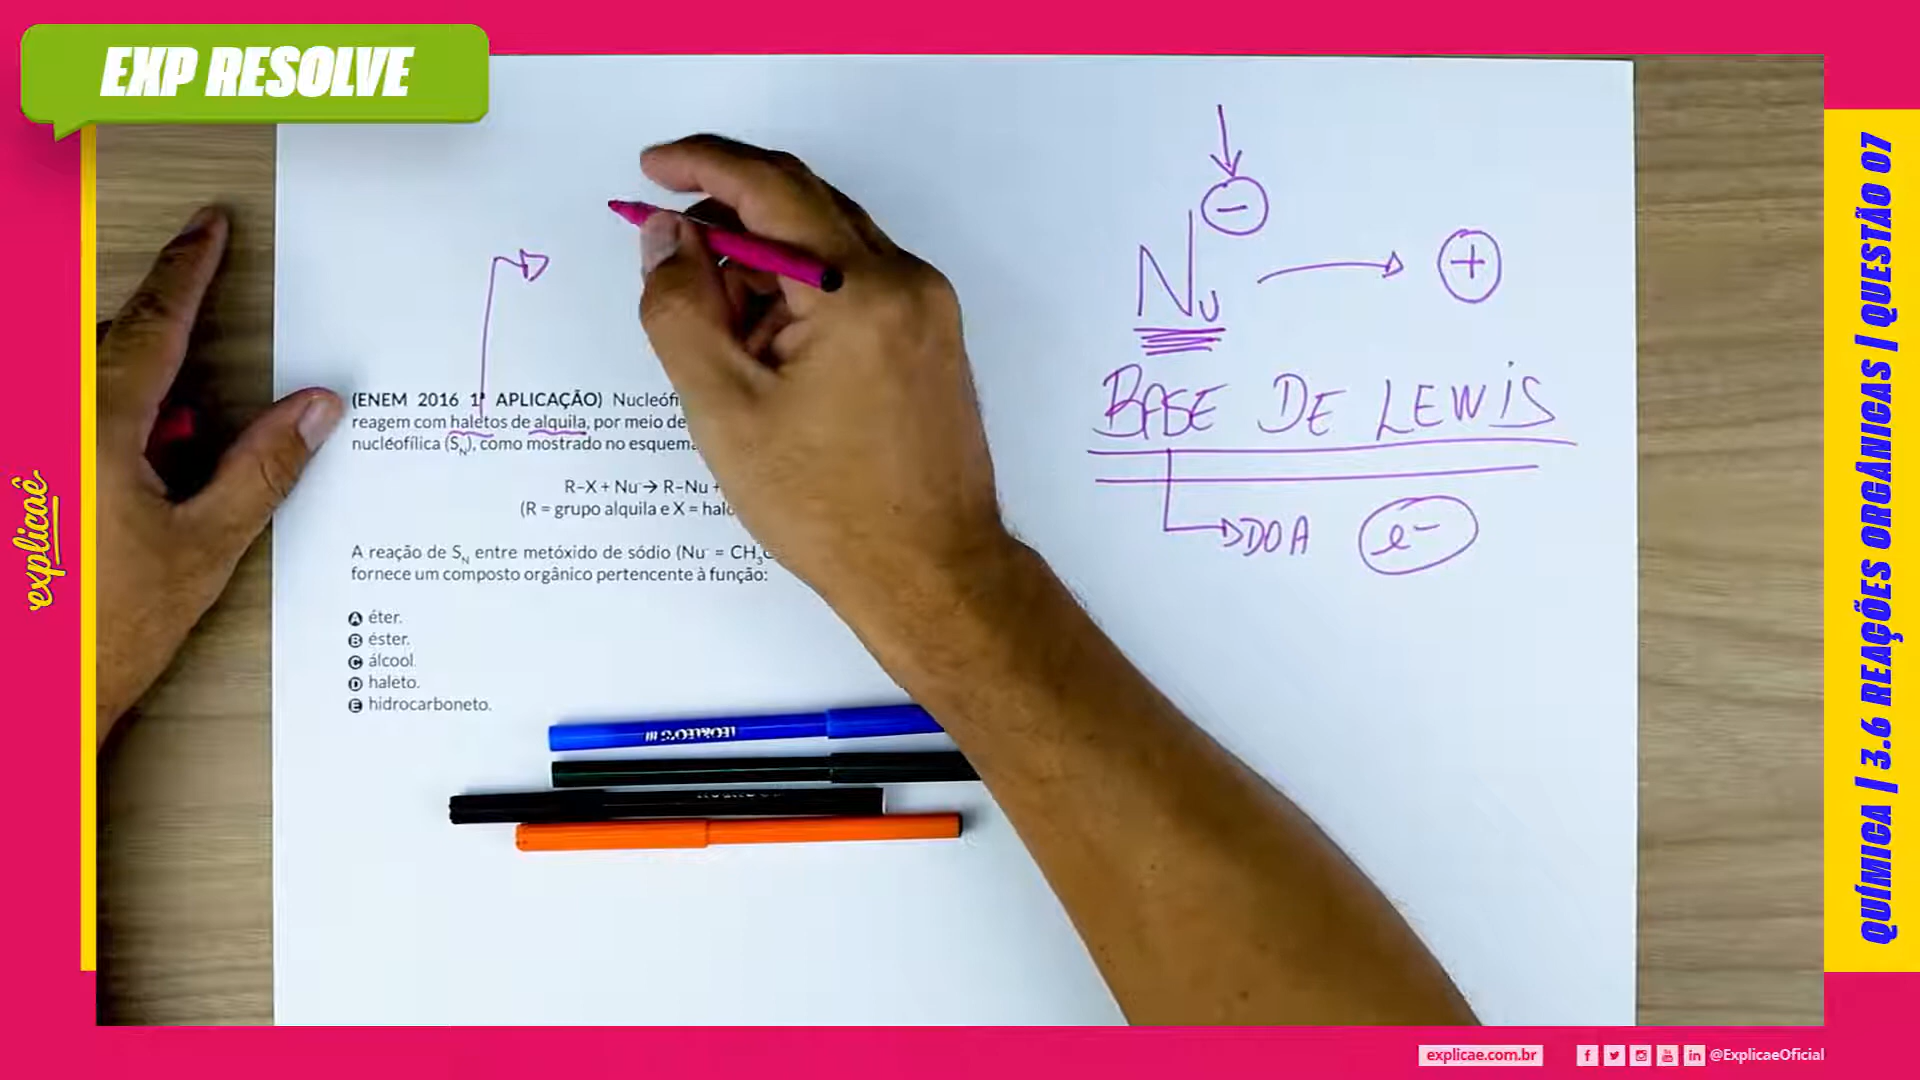 EXP RESOLVE
Nu
-
+
BASE DE LEWIS
DOA e-
(ENEM 2016 1ª APLICAÇÃO)
reagem com haletos de alquila, por meio de
nucleofílica (SN), como mostrado no esquema
R–X + Nu-→ R–Nu +
(R = grupo alquila e X =
A reação de SN entre metóxido de sódio (Nu- =
fornece um composto orgânico pertencente à função:
A éter.
B éster.
C álcool.
D haleto.
E hidrocarboneto.
explicaê
QUÍMICA | 3.6 REAÇÕES ORGÂNICAS | QUESTÃO 07
explicae.com.br
@ExplicaeOficial